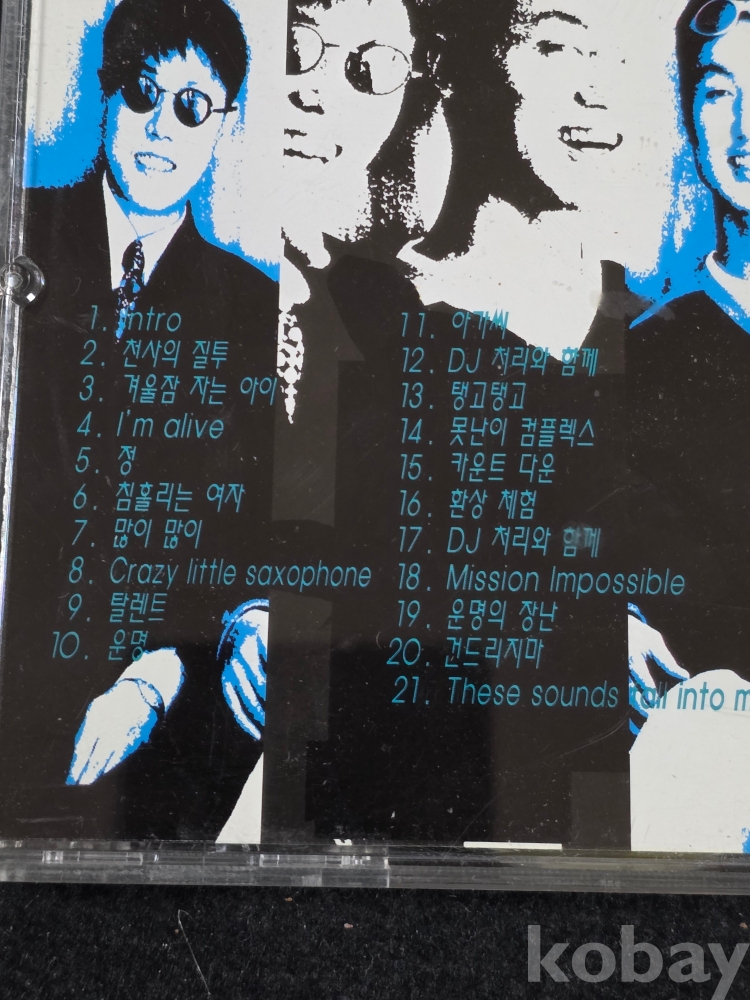 1. Intro
2. 천사의 질투
3. 겨울잠 자는 아이
4. I'm alive
5. 정
6. 침흘리는 여자
7. 많이 많이
8. Crazy little saxophone
9. 탈렌트
10. 운명
11. 아가씨
12. DJ 처리와 함께
13. 탱고탱고
14. 못난이 컴플렉스
15. 카운트 다운
16. 환상 체험
17. DJ 처리와 함께
18. Mission Impossible
19. 운명의 장난
20. 건드리지마
21. These sounds fall into m
kobay